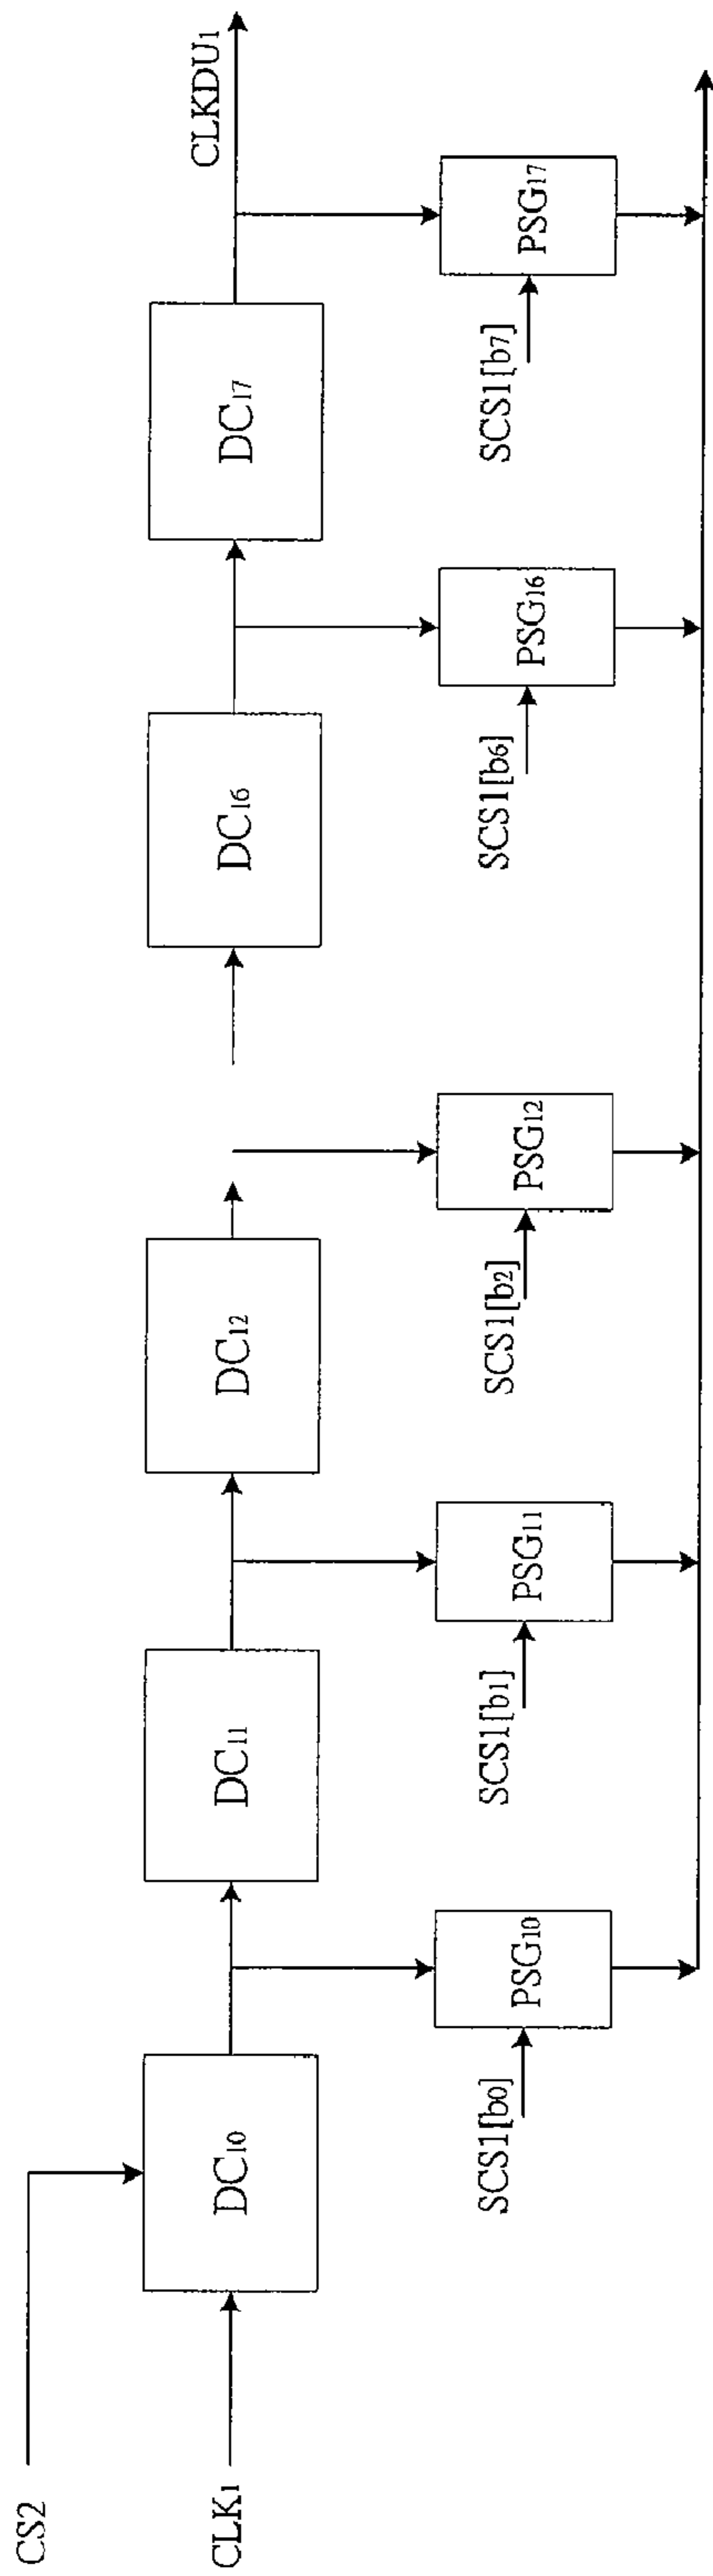 CS2
CLK₁
DC₁₀
DC₁₁
DC₁₂
DC₁₆
DC₁₇
CLKDU₁
SCS1[b₀]
PSG₁₀
SCS1[b₁]
PSG₁₁
SCS1[b₂]
PSG₁₂
SCS1[b₆]
PSG₁₆
SCS1[b₇]
PSG₁₇